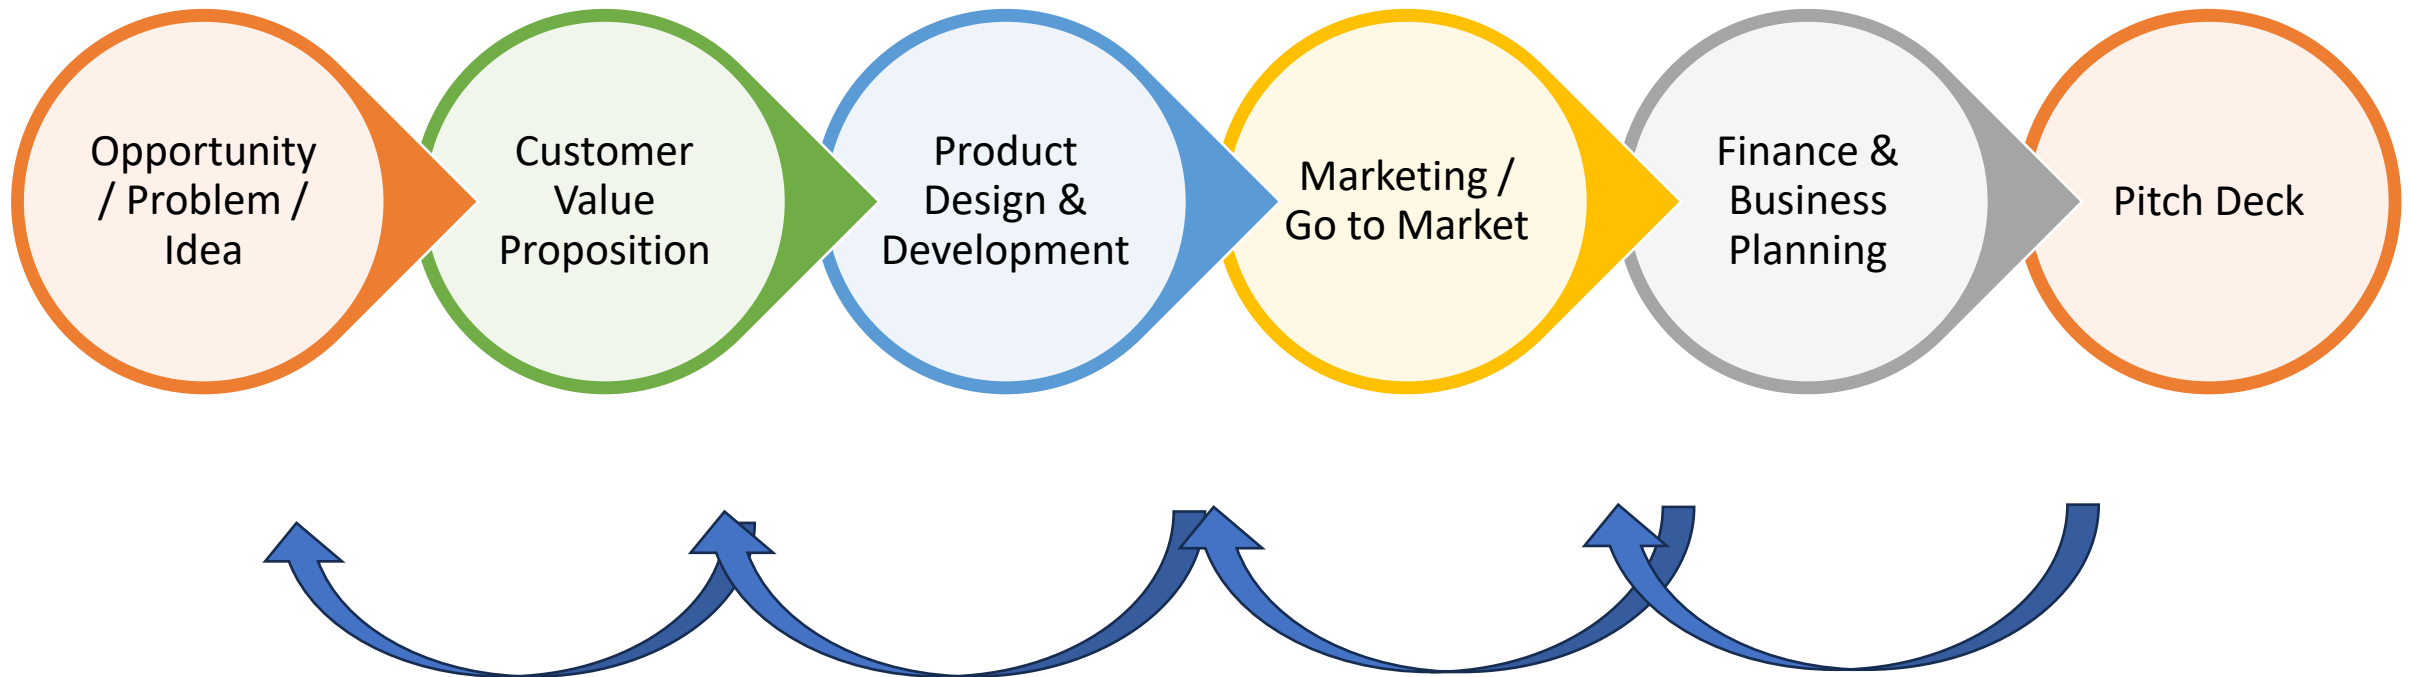 Opportunity
/ Problem /
Idea
Customer
Value
Proposition
Product
Design &
Development
Marketing /
Go to Market
Finance &
Business
Planning
Pitch Deck